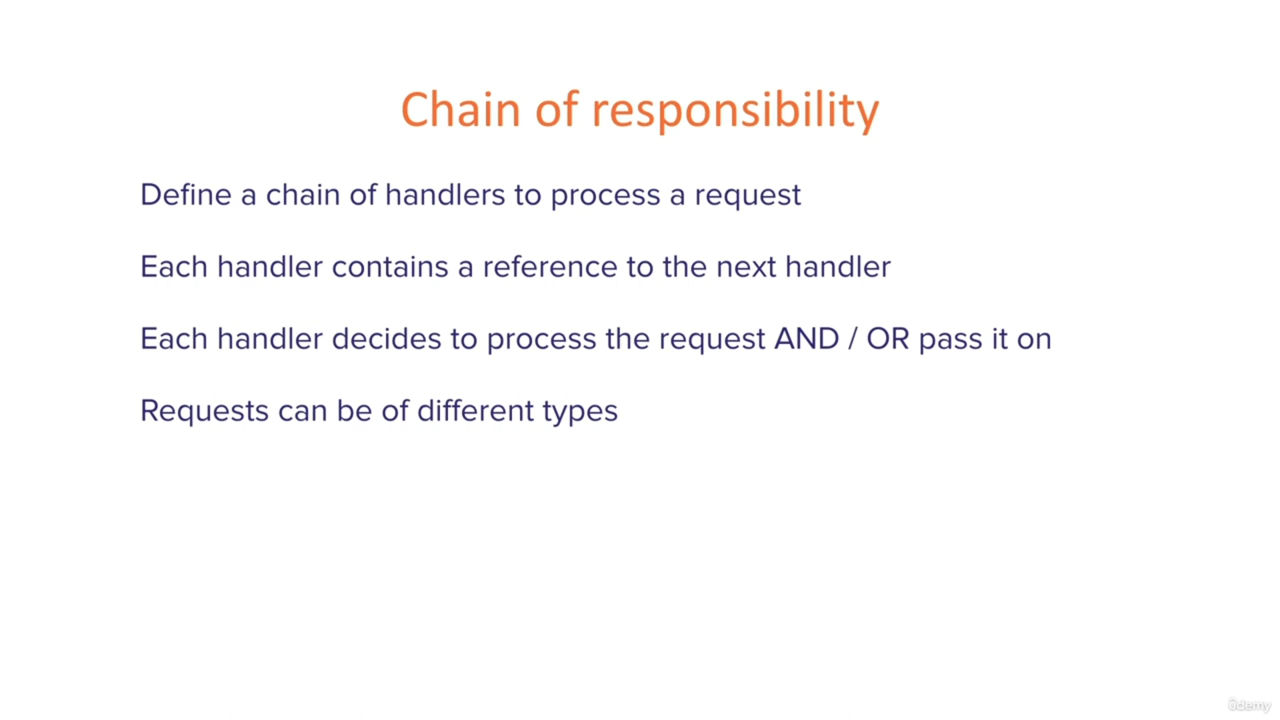 Chain of responsibility
Define a chain of handlers to process a request
Each handler contains a reference to the next handler
Each handler decides to process the request AND / OR pass it on
Requests can be of different types
ûdemy